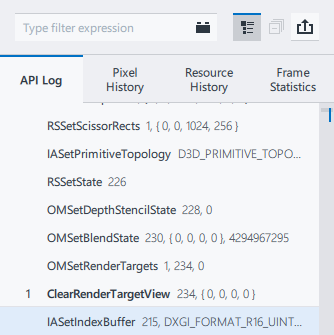 Type filter expression
API Log
Pixel History
Resource History
Frame Statistics
RSSetScissorRects 1, { 0, 0, 1024, 256 }
IASetPrimitiveTopology D3D_PRIMITIVE_TOPO...
RSSetState 226
OMSetDepthStencilState 228, 0
OMSetBlendState 230, { 0, 0, 0, 0 }, 4294967295
OMSetRenderTargets 1, 234, 0
1 ClearRenderTargetView 234, { 0, 0, 0, 0 }
IASetIndexBuffer 215, DXGI_FORMAT_R16_UINT...